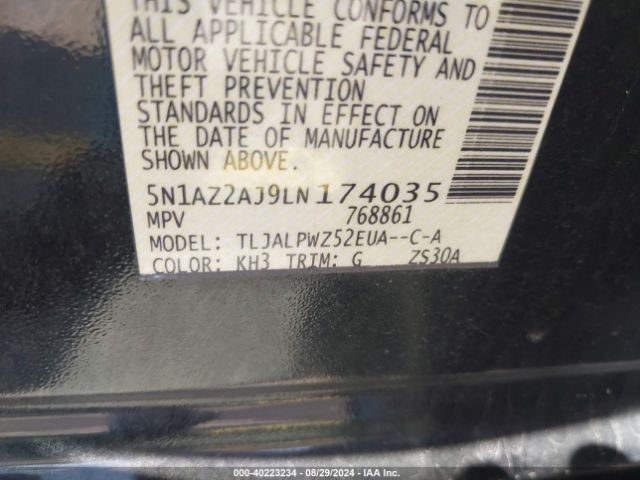 THIS VEHICLE CONFORMS TO
ALL APPLICABLE FEDERAL
MOTOR VEHICLE SAFETY AND
THEFT PREVENTION
STANDARDS IN EFFECT ON
THE DATE OF MANUFACTURE
SHOWN ABOVE.
5N1AZ2AJ9LN174035
MPV 768861
MODEL: TLJALPWZ52EUA--C-A
COLOR: KH3 TRIM: G ZS30A
000-40223234 - 08/29/2024 - IAA Inc.